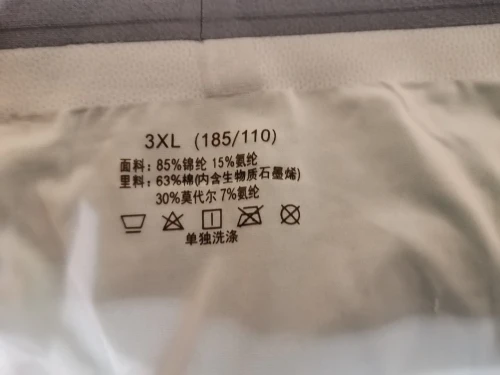 3XL (185/110)
面料：85%锦纶 15%氨纶
里料：63%棉(内含生物质石墨烯)
30%莫代尔 7%氨纶
单独洗涤